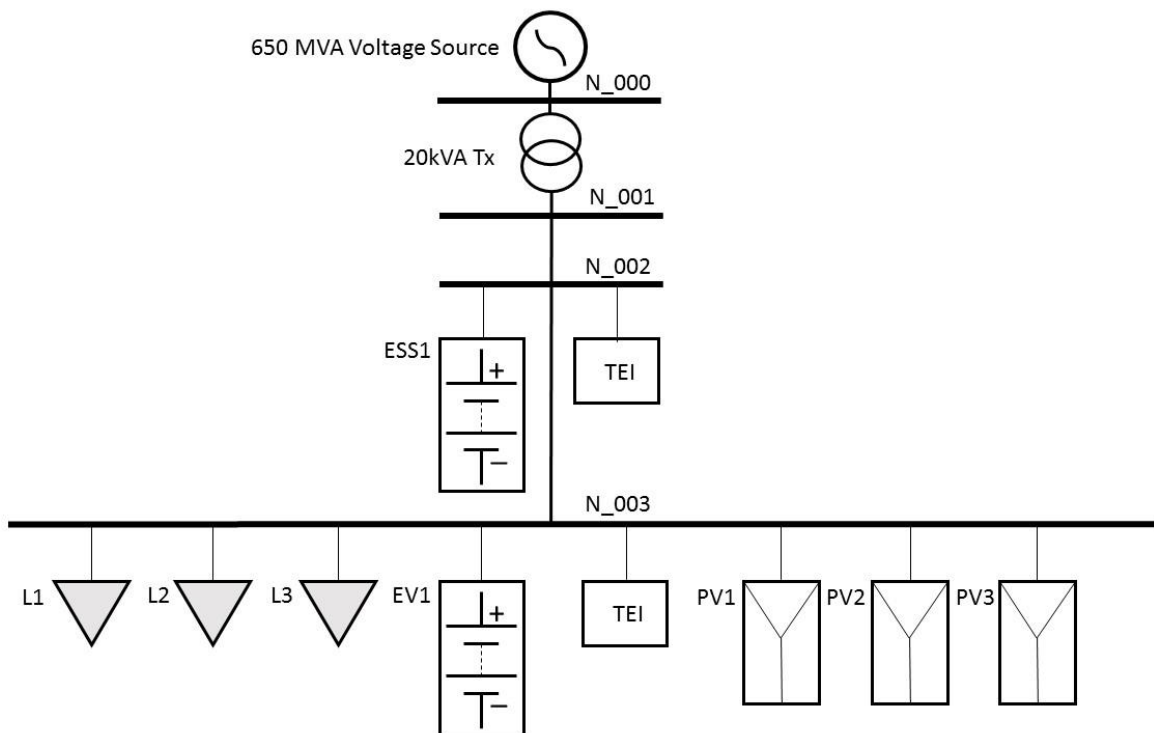 650 MVA Voltage Source
N_000
20kVA Tx
N_001
N_002
ESS1
+
−
TEI
N_003
L1
L2
L3
EV1
+
−
TEI
PV1
PV2
PV3